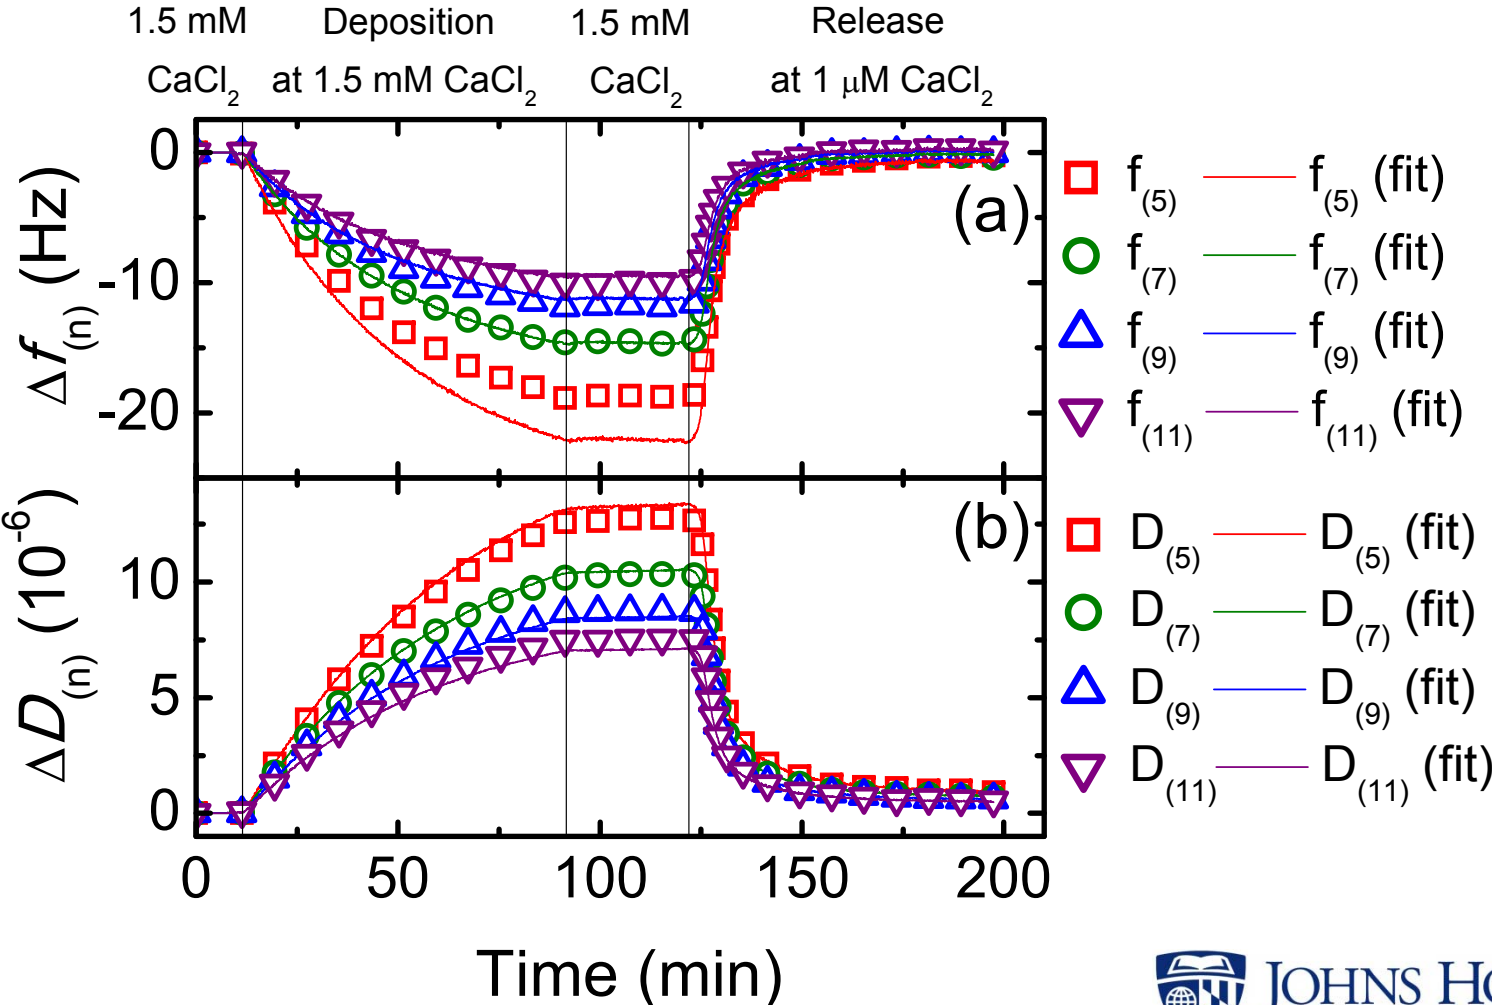 1.5 mM Deposition 1.5 mM Release
CaCl2 at 1.5 mM CaCl2 CaCl2 at 1 μM CaCl2
0
-10
-20
Δf(n) (Hz)
(a)
f(5) f(5) (fit)
f(7) f(7) (fit)
f(9) f(9) (fit)
f(11) f(11) (fit)
10
5
0
ΔD(n) (10-6)
(b)
D(5) D(5) (fit)
D(7) D(7) (fit)
D(9) D(9) (fit)
D(11) D(11) (fit)
0 50 100 150 200
Time (min)
JOHNS HO